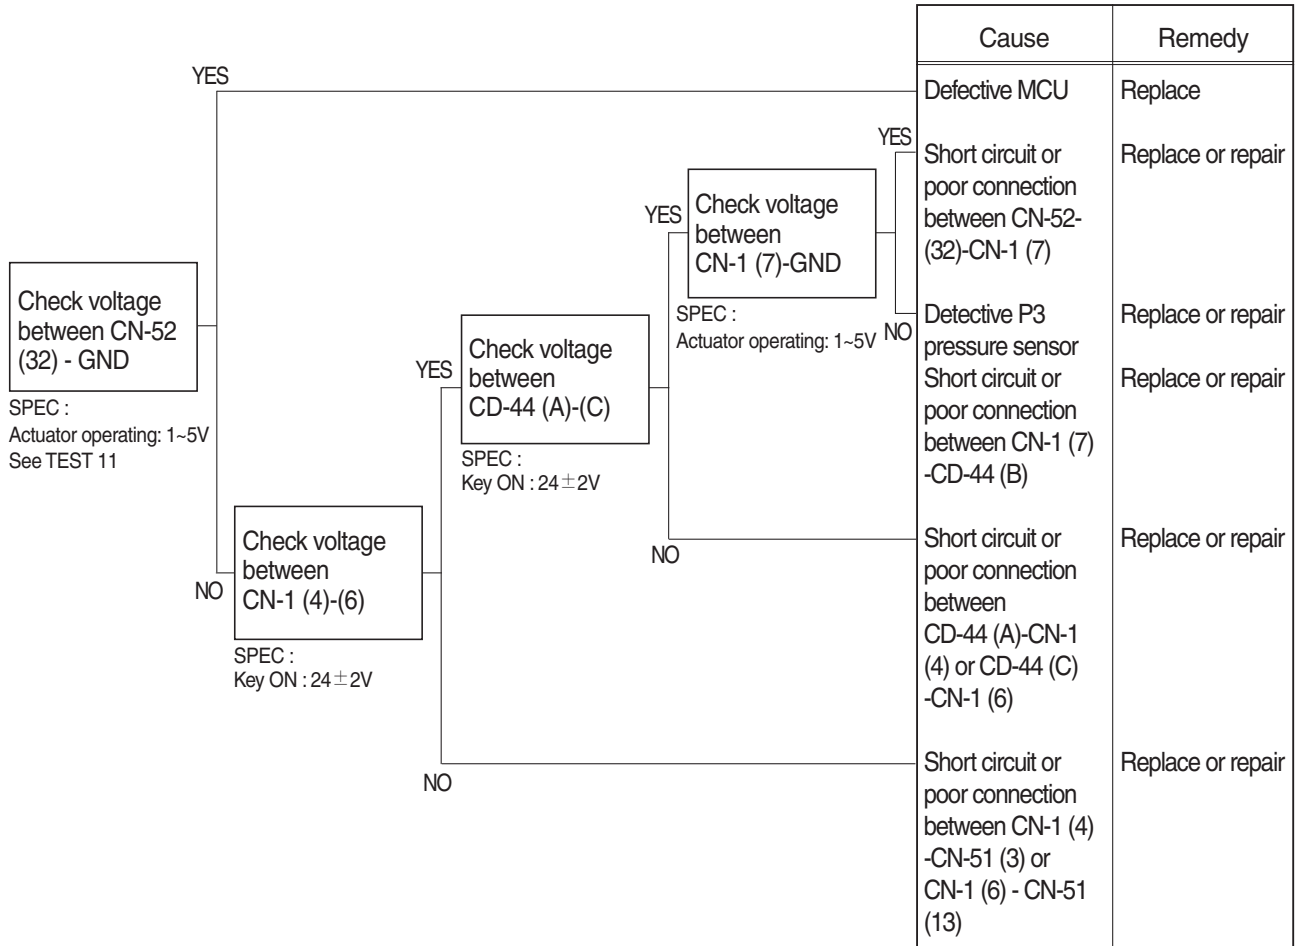 Cause
Remedy
YES
Defective MCU
Replace
YES
Short circuit or
poor connection
between CN-52-
(32)-CN-1 (7)
Replace or repair
YES
Check voltage
between
CN-1 (7)-GND
SPEC :
Actuator operating: 1~5V
NO
Detective P3
pressure sensor
Replace or repair
Short circuit or
poor connection
between CN-1 (7)
-CD-44 (B)
Replace or repair
Check voltage
between CN-52
(32) - GND
SPEC :
Actuator operating: 1~5V
See TEST 11
YES
Check voltage
between
CD-44 (A)-(C)
SPEC :
Key ON : 24±2V
NO
Short circuit or
poor connection
between
CD-44 (A)-CN-1
(4) or CD-44 (C)
-CN-1 (6)
Replace or repair
NO
Check voltage
between
CN-1 (4)-(6)
SPEC :
Key ON : 24±2V
NO
Short circuit or
poor connection
between CN-1 (4)
-CN-51 (3) or
CN-1 (6) - CN-51
(13)
Replace or repair